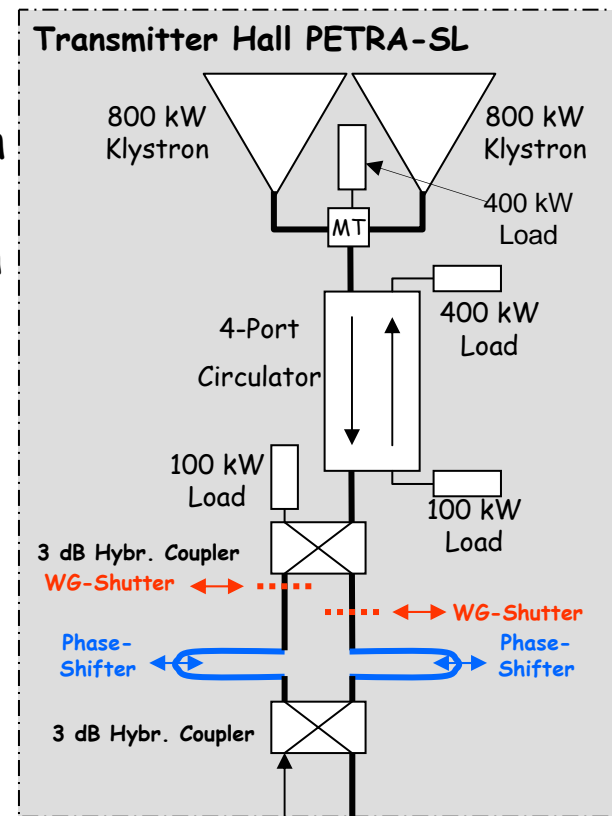 Transmitter Hall PETRA-SL
800 kW
Klystron
800 kW
Klystron
400 kW
Load
MT
4-Port
Circulator
400 kW
Load
100 kW
Load
100 kW
Load
3 dB Hybr. Coupler
WG-Shutter
WG-Shutter
Phase-
Shifter
Phase-
Shifter
3 dB Hybr. Coupler